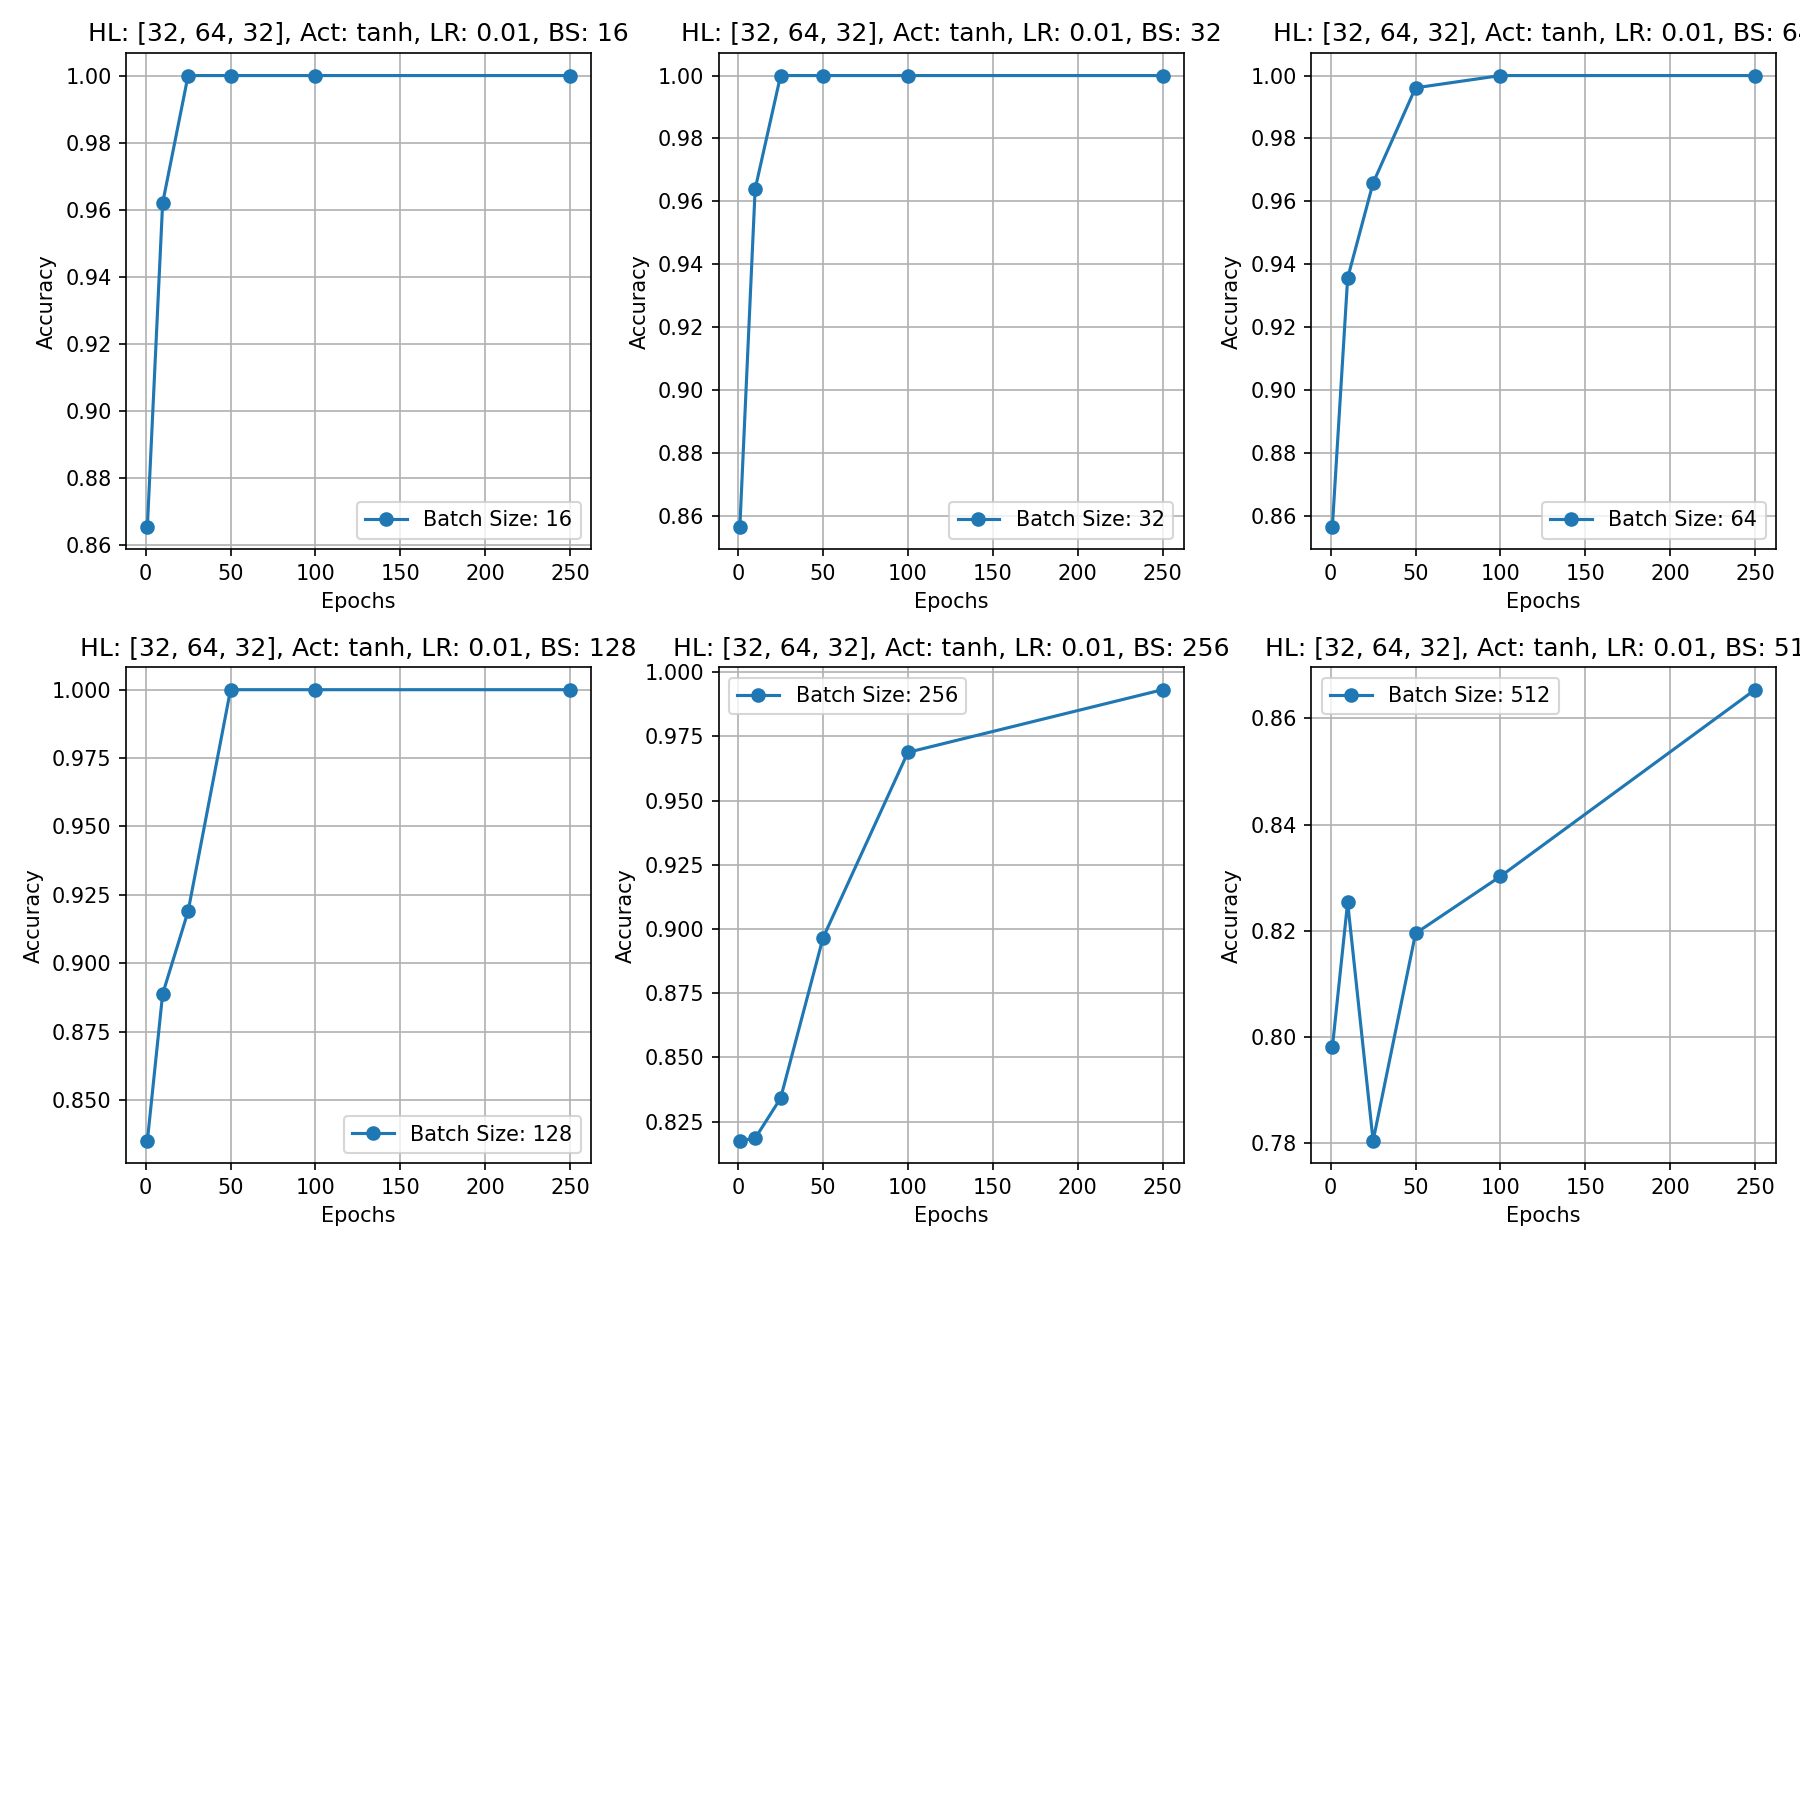 HL: [32, 64, 32], Act: tanh, LR: 0.01, BS: 16
1.00
0.98
0.96
0.94
0.92
0.90
0.88
0.86
Accuracy
Batch Size: 16
0 50 100 150 200 250
Epochs
HL: [32, 64, 32], Act: tanh, LR: 0.01, BS: 32
1.00
0.98
0.96
0.94
0.92
0.90
0.88
0.86
Accuracy
Batch Size: 32
0 50 100 150 200 250
Epochs
HL: [32, 64, 32], Act: tanh, LR: 0.01, BS: 64
1.00
0.98
0.96
0.94
0.92
0.90
0.88
0.86
Accuracy
Batch Size: 64
0 50 100 150 200 250
Epochs
HL: [32, 64, 32], Act: tanh, LR: 0.01, BS: 128
1.000
0.975
0.950
0.925
0.900
0.875
0.850
Accuracy
Batch Size: 128
0 50 100 150 200 250
Epochs
HL: [32, 64, 32], Act: tanh, LR: 0.01, BS: 256
1.000
0.975
0.950
0.925
0.900
0.875
0.850
0.825
Accuracy
Batch Size: 256
0 50 100 150 200 250
Epochs
HL: [32, 64, 32], Act: tanh, LR: 0.01, BS: 51
0.86
0.84
0.82
0.80
0.78
Accuracy
Batch Size: 512
0 50 100 150 200 250
Epochs